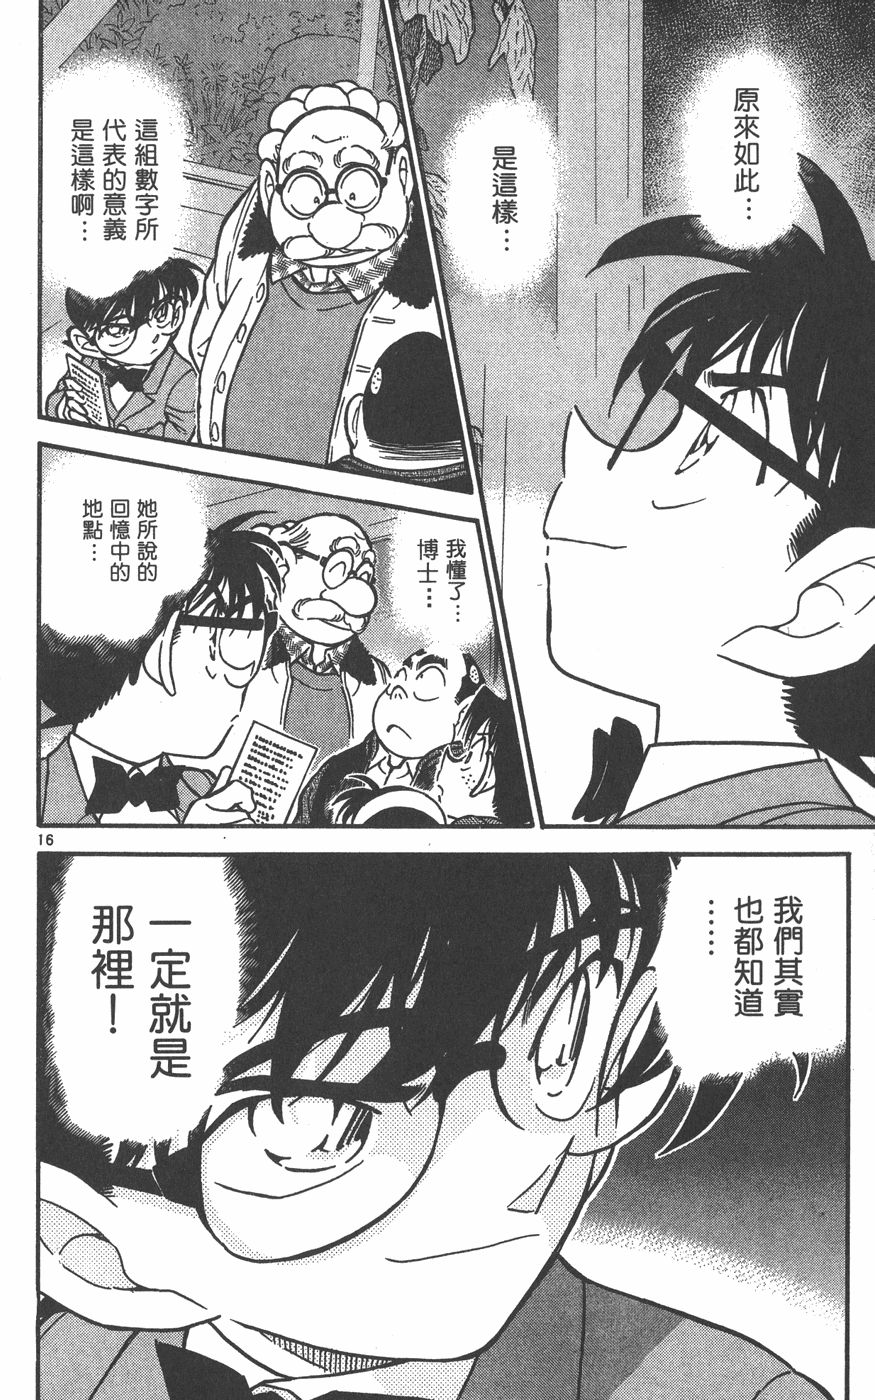 原來如此…
是這樣…
這組數字所
代表的意義
是這樣啊…
我懂了…
博士……
她所說的
回憶中的
地點…
16
我們其實
也都知道
……
一定就是
那裡！